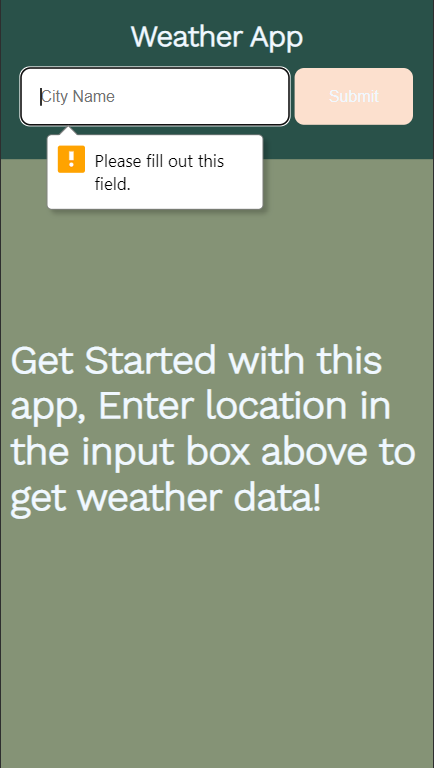 Weather App
City Name
Submit
Please fill out this
field.
Get Started with this
app, Enter location in
the input box above to
get weather data!